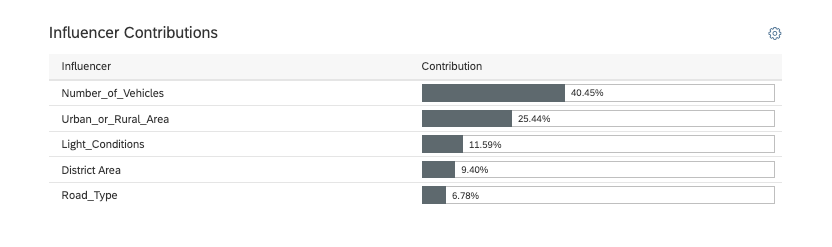 Influencer Contributions
Influencer Contribution
Number_of_Vehicles 40.45%
Urban_or_Rural_Area 25.44%
Light_Conditions 11.59%
District Area 9.40%
Road_Type 6.78%